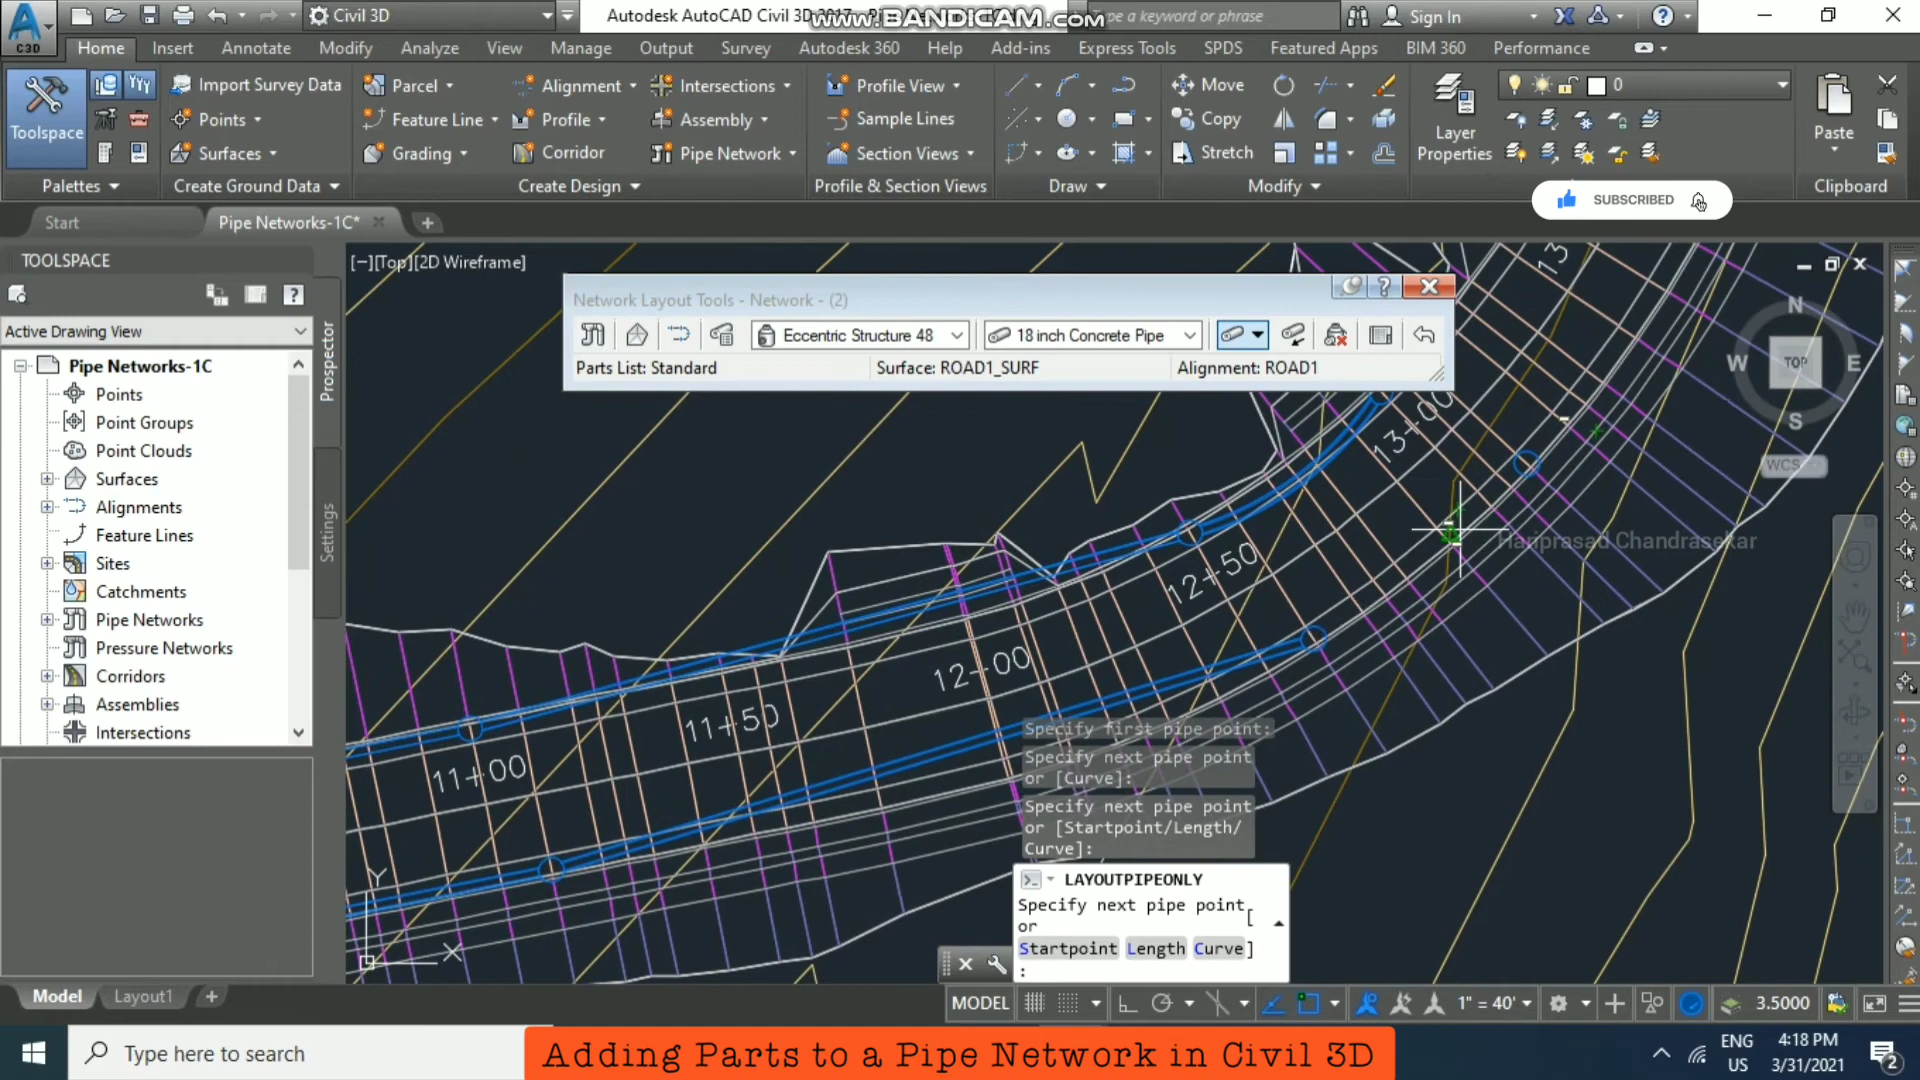 C3D
Civil 3D
Autodesk AutoCAD Civil 3D 2017
www.BANDICAM.com
Type a keyword or phrase
Sign In
Home Insert Annotate Modify Analyze View Manage Output Survey Autodesk 360 Help Add-ins Express Tools SPDS Featured Apps BIM 360 Performance
Import Survey Data
Points
Surfaces
Parcel
Feature Line
Grading
Alignment
Profile
Corridor
Intersections
Assembly
Pipe Network
Profile View
Sample Lines
Section Views
Move
Copy
Stretch
Layer Properties
0
Paste
Toolspace
Palettes
Create Ground Data
Create Design
Profile & Section Views
Draw
Modify
Clipboard
SUBSCRIBED
Start
Pipe Networks-1C*
TOOLSPACE
[−][Top][2D Wireframe]
Active Drawing View
Pipe Networks-1C
Points
Point Groups
Point Clouds
Surfaces
Alignments
Feature Lines
Sites
Catchments
Pipe Networks
Pressure Networks
Corridors
Assemblies
Intersections
Prospector
Settings
Network Layout Tools - Network - (2)
Eccentric Structure 48
18 inch Concrete Pipe
Parts List: Standard
Surface: ROAD1_SURF
Alignment: ROAD1
N
W TOP E
S
WCS
13
13+00
12+50
12+00
11+50
11+00
Hariprasad Chandrasekar
Specify first pipe point:
Specify next pipe point
or [Curve]:
Specify next pipe point
or [Startpoint/Length/
Curve]:
LAYOUTPIPEONLY
Specify next pipe point
or [
Startpoint Length Curve]
:
Y
X
Model
Layout1
MODEL
1" = 40'
3.5000
Type here to search
Adding Parts to a Pipe Network in Civil 3D
ENG
US
4:18 PM
3/31/2021
2